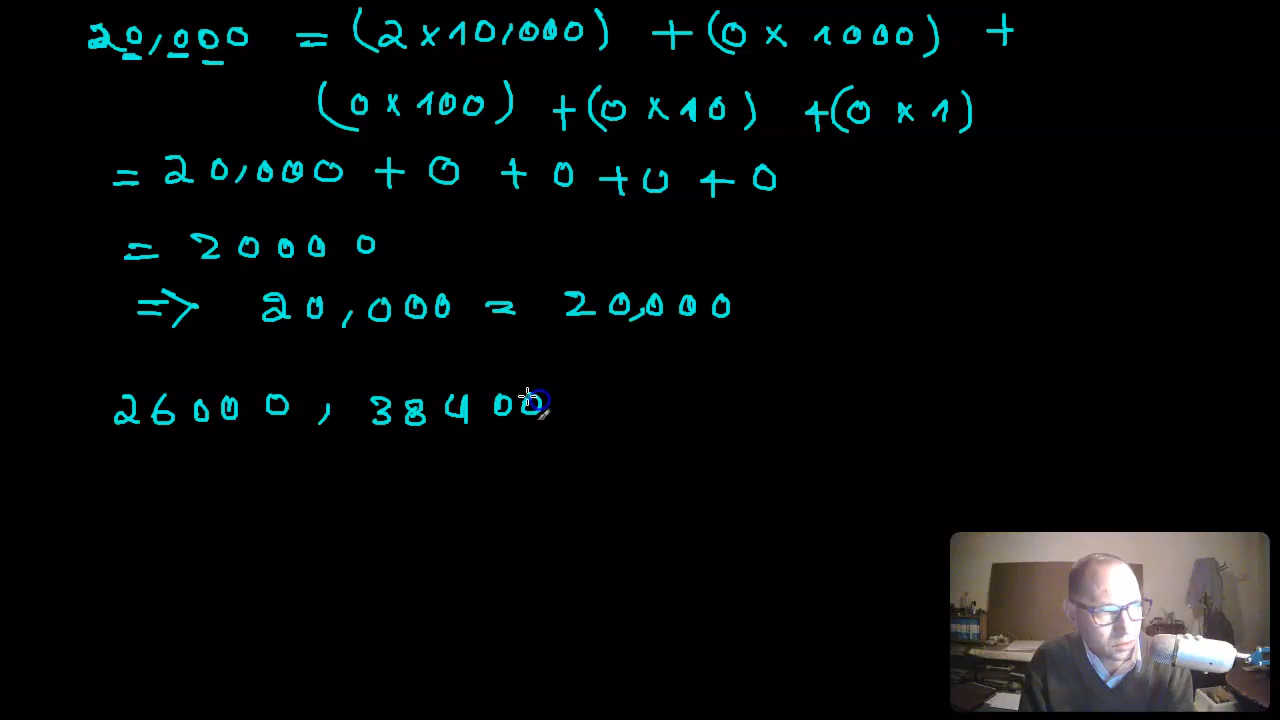 20,000 = (2 × 10,000) + (0 × 1000) +
(0 × 100) + (0 × 10) + (0 × 1)
= 20,000 + 0 + 0 + 0 + 0
= 20000
=> 20,000 = 20,000
26000, 38400